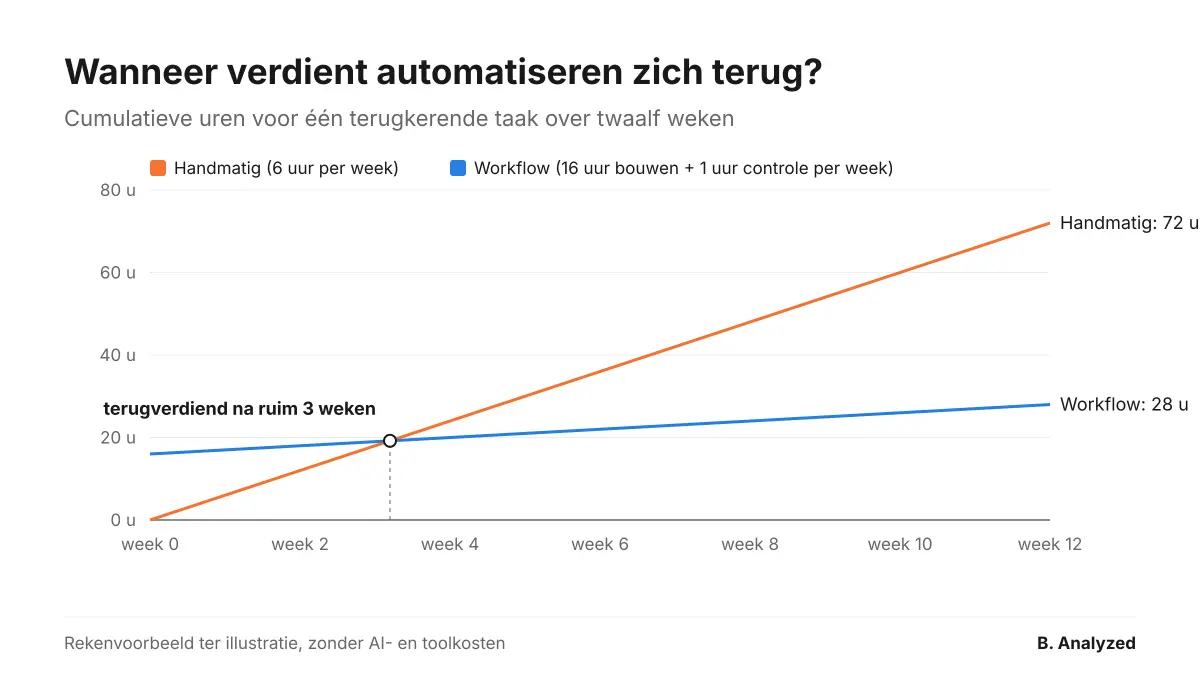 Wanneer verdient automatiseren zich terug?
Cumulatieve uren voor één terugkerende taak over twaalf weken
Handmatig (6 uur per week)
Workflow (16 uur bouwen + 1 uur controle per week)
80 u
Handmatig: 72 u
60 u
40 u
Workflow: 28 u
terugverdiend na ruim 3 weken
20 u
0 u
week 0
week 2
week 4
week 6
week 8
week 10
week 12
Rekenvoorbeeld ter illustratie, zonder AI- en toolkosten
B. Analyzed